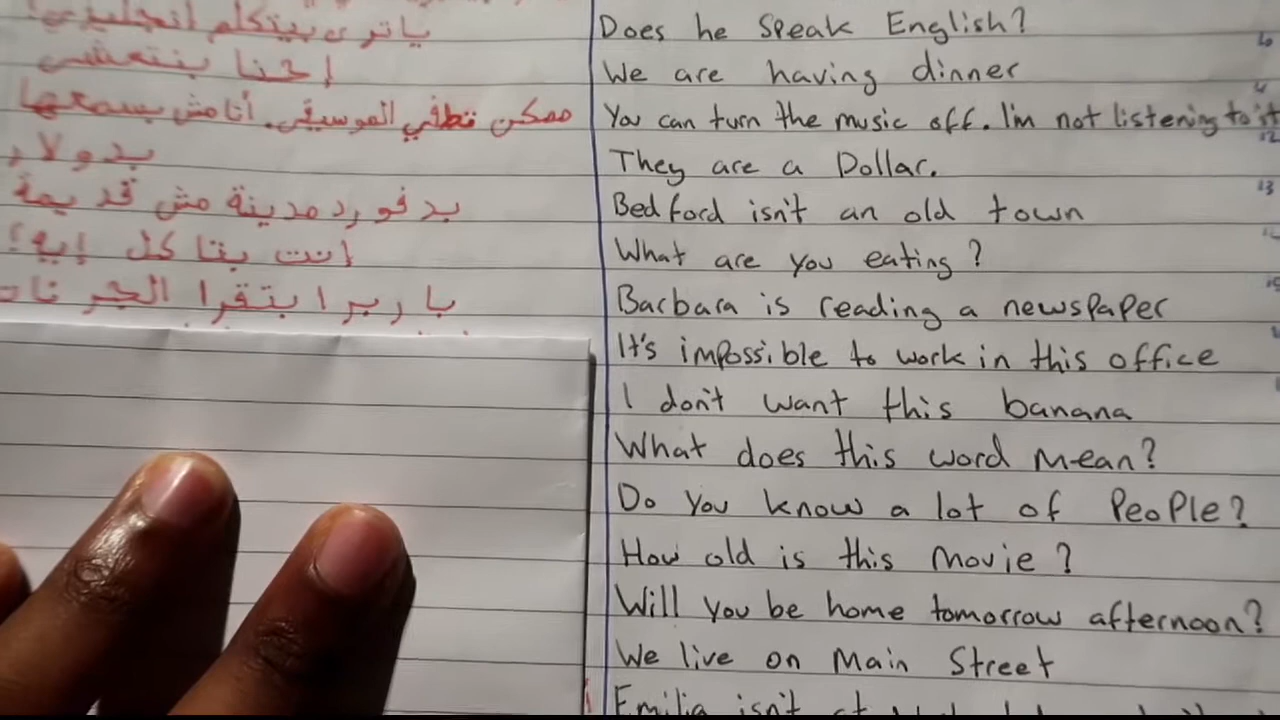 ياترى بيتكلم انجليزي؟ Does he speak English?
إحنا بنتعشى We are having dinner
ممكن تطفي الموسيقى. أنا مش بسمعها You can turn the music off. I'm not listening to it
بدولار They are a Dollar.
بدفورد مدينة مش قديمة Bedford isn't an old town
انت بتاكل إيه؟ What are you eating?
باربرا بتقرا الجرنان Barbara is reading a newspaper
It's impossible to work in this office
I don't want this banana
What does this word mean?
Do you know a lot of People?
How old is this movie?
Will you be home tomorrow afternoon?
We live on Main Street
Emilia isn't at